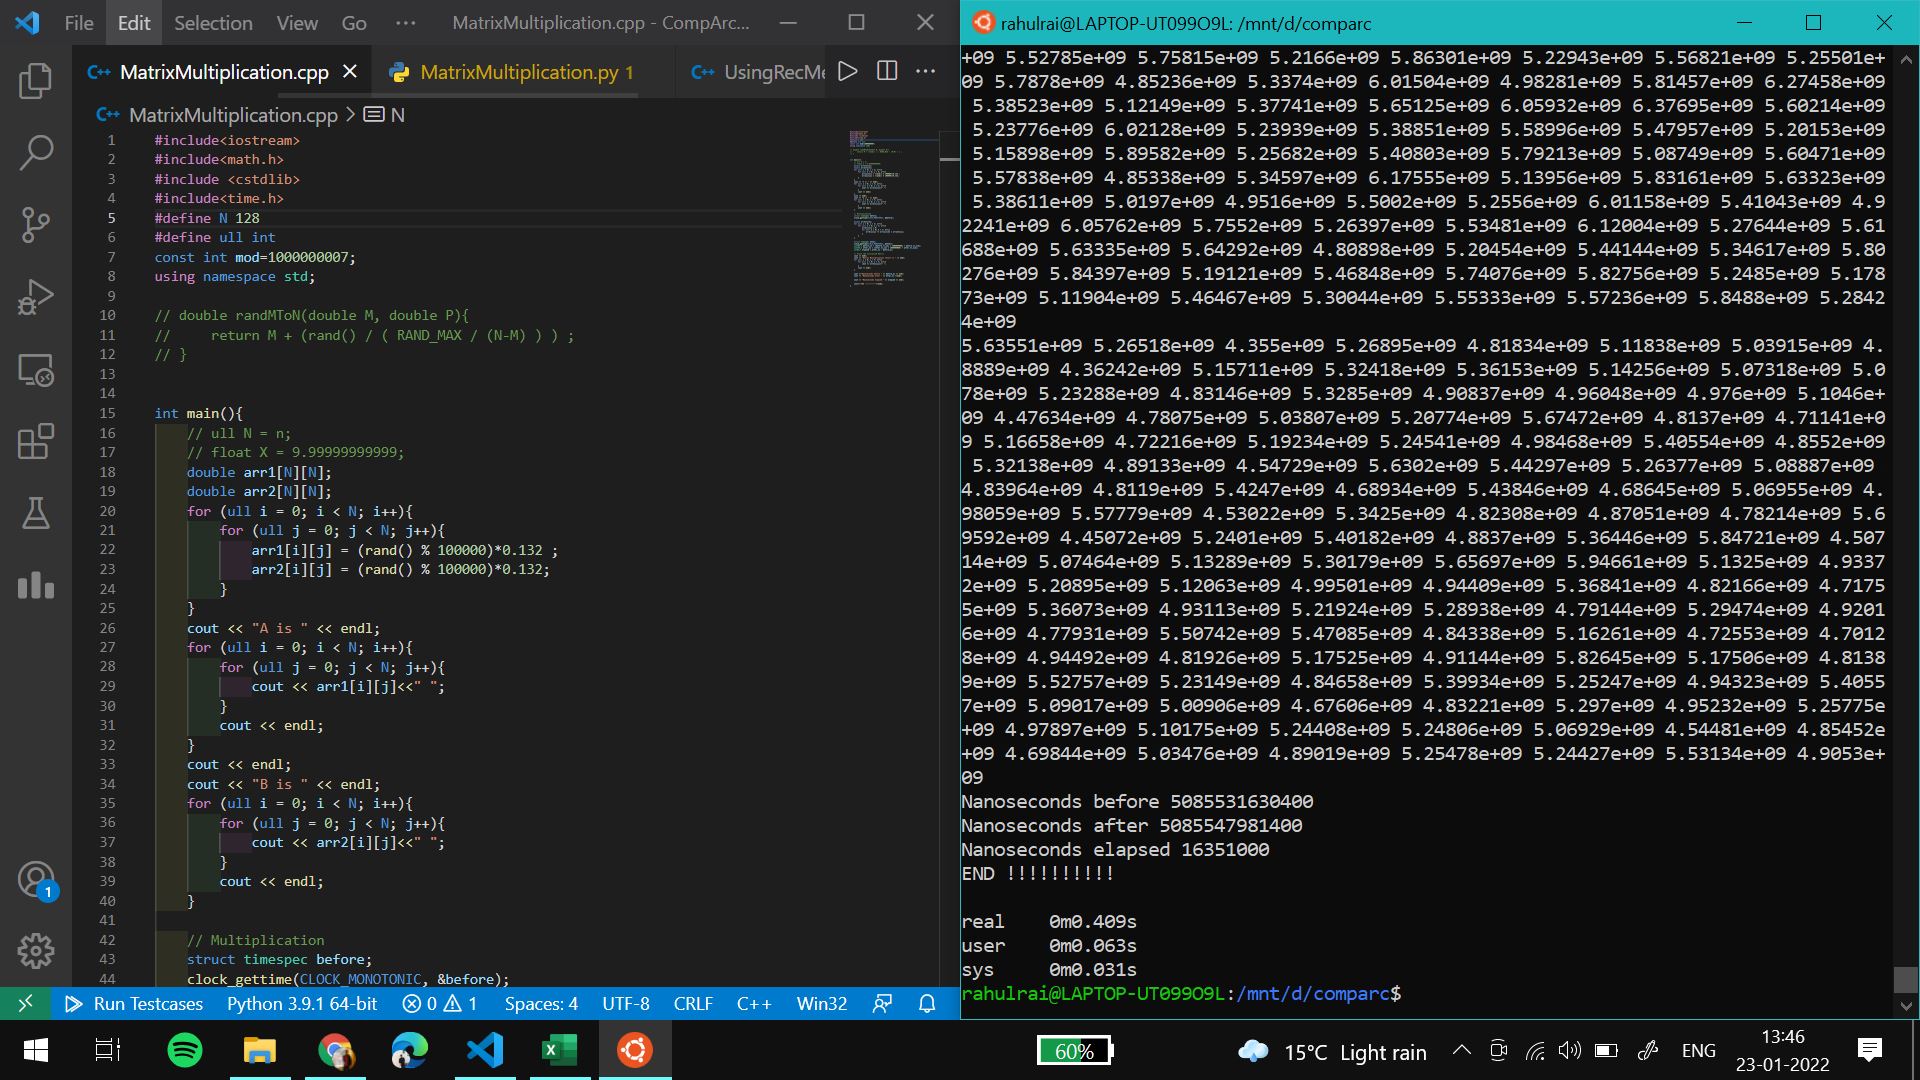 File Edit Selection View Go ··· MatrixMultiplication.cpp - CompArc...
MatrixMultiplication.cpp MatrixMultiplication.py 1 UsingRecMe
MatrixMultiplication.cpp > N
1 #include<iostream>
2 #include<math.h>
3 #include <cstdlib>
4 #include<time.h>
5 #define N 128
6 #define ull int
7 const int mod=1000000007;
8 using namespace std;
9
10 // double randMToN(double M, double P){
11 //     return M + (rand() / ( RAND_MAX / (N-M) ) ) ;
12 // }
13
14
15 int main(){
16     // ull N = n;
17     // float X = 9.99999999999;
18     double arr1[N][N];
19     double arr2[N][N];
20     for (ull i = 0; i < N; i++){
21         for (ull j = 0; j < N; j++){
22             arr1[i][j] = (rand() % 100000)*0.132 ;
23             arr2[i][j] = (rand() % 100000)*0.132;
24         }
25     }
26     cout << "A is " << endl;
27     for (ull i = 0; i < N; i++){
28         for (ull j = 0; j < N; j++){
29             cout << arr1[i][j]<<" ";
30         }
31         cout << endl;
32     }
33     cout << endl;
34     cout << "B is " << endl;
35     for (ull i = 0; i < N; i++){
36         for (ull j = 0; j < N; j++){
37             cout << arr2[i][j]<<" ";
38         }
39         cout << endl;
40     }
41
42     // Multiplication
43     struct timespec before;
44     clock_gettime(CLOCK_MONOTONIC, &before);
1
Run Testcases Python 3.9.1 64-bit 0 1 Spaces: 4 UTF-8 CRLF C++ Win32
rahulrai@LAPTOP-UT099O9L: /mnt/d/comparc
+09 5.52785e+09 5.75815e+09 5.2166e+09 5.86301e+09 5.22943e+09 5.56821e+09 5.25501e+
09 5.7878e+09 4.85236e+09 5.3374e+09 6.01504e+09 4.98281e+09 5.81457e+09 6.27458e+09
5.38523e+09 5.12149e+09 5.37741e+09 5.65125e+09 6.05932e+09 6.37695e+09 5.60214e+09
5.23776e+09 6.02128e+09 5.23939e+09 5.38851e+09 5.58996e+09 5.47957e+09 5.20153e+09
5.15898e+09 5.89582e+09 5.25682e+09 5.40803e+09 5.79213e+09 5.08749e+09 5.60471e+09
5.57838e+09 4.85338e+09 5.34597e+09 6.17555e+09 5.13956e+09 5.83161e+09 5.63323e+09
5.38611e+09 5.0197e+09 4.9516e+09 5.5002e+09 5.2556e+09 6.01158e+09 5.41043e+09 4.9
2241e+09 6.05762e+09 5.7552e+09 5.26397e+09 5.53481e+09 6.12004e+09 5.27644e+09 5.61
688e+09 5.63335e+09 5.64292e+09 4.80898e+09 5.20454e+09 5.44144e+09 5.34617e+09 5.80
276e+09 5.84397e+09 5.19121e+09 5.46848e+09 5.74076e+09 5.82756e+09 5.2485e+09 5.178
73e+09 5.11904e+09 5.46467e+09 5.30044e+09 5.55333e+09 5.57236e+09 5.8488e+09 5.2842
4e+09
5.63551e+09 5.26518e+09 4.355e+09 5.26895e+09 4.81834e+09 5.11838e+09 5.03915e+09 4.
8889e+09 4.36242e+09 5.15711e+09 5.32418e+09 5.36153e+09 5.14256e+09 5.07318e+09 5.0
78e+09 5.23288e+09 4.83146e+09 5.3285e+09 4.90837e+09 4.96048e+09 4.976e+09 5.1046e+
09 4.47634e+09 4.78075e+09 5.03807e+09 5.20774e+09 5.67472e+09 4.8137e+09 4.71141e+0
9 5.16658e+09 4.72216e+09 5.19234e+09 5.24541e+09 4.98468e+09 5.40554e+09 4.8552e+09
5.32138e+09 4.89133e+09 4.54729e+09 5.6302e+09 5.44297e+09 5.26377e+09 5.08887e+09
4.83964e+09 4.8119e+09 5.4247e+09 4.68934e+09 5.43846e+09 4.68645e+09 5.06955e+09 4.
98059e+09 5.57779e+09 4.53022e+09 5.3425e+09 4.82308e+09 4.87051e+09 4.78214e+09 5.6
9592e+09 4.45072e+09 5.2401e+09 5.40182e+09 4.8837e+09 5.36446e+09 5.84721e+09 4.507
14e+09 5.07464e+09 5.13289e+09 5.30179e+09 5.65697e+09 5.94661e+09 5.1325e+09 4.9337
2e+09 5.20895e+09 5.12063e+09 4.99501e+09 4.94409e+09 5.36841e+09 4.82166e+09 4.7175
5e+09 5.36073e+09 4.93113e+09 5.21924e+09 5.28938e+09 4.79144e+09 5.29474e+09 4.9201
6e+09 4.77931e+09 5.50742e+09 5.47085e+09 4.84338e+09 5.16261e+09 4.72553e+09 4.7012
8e+09 4.94492e+09 4.81926e+09 5.17525e+09 4.91144e+09 5.82645e+09 5.17506e+09 4.8138
9e+09 5.52757e+09 5.23149e+09 4.84658e+09 5.39934e+09 5.25247e+09 4.94323e+09 5.4055
7e+09 5.09017e+09 5.00906e+09 4.67606e+09 4.83221e+09 5.297e+09 4.95232e+09 5.25775e
+09 4.97897e+09 5.10175e+09 5.24408e+09 5.24806e+09 5.06929e+09 4.54481e+09 4.85452e
+09 4.69844e+09 5.03476e+09 4.89019e+09 5.25478e+09 5.24427e+09 5.53134e+09 4.9053e+
09
Nanoseconds before 5085531630400
Nanoseconds after 5085547981400
Nanoseconds elapsed 16351000
END !!!!!!!!!!
real    0m0.409s
user    0m0.063s
sys     0m0.031s
rahulrai@LAPTOP-UT099O9L:/mnt/d/comparc$
60% 15°C Light rain ENG 13:46
23-01-2022